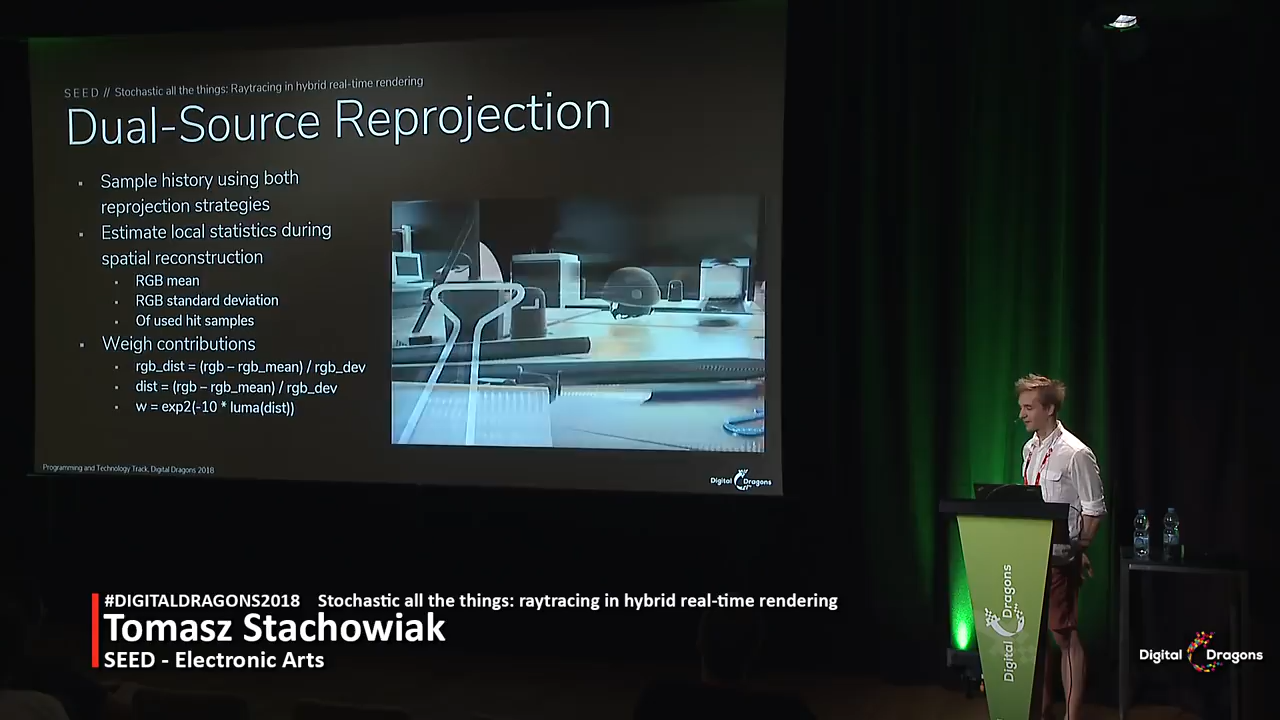 SEED // Stochastic all the things: Raytracing in hybrid real-time rendering
Dual-Source Reprojection
▪ Sample history using both
reprojection strategies
▪ Estimate local statistics during
spatial reconstruction
▪ RGB mean
▪ RGB standard deviation
▪ Of used hit samples
▪ Weigh contributions
▪ rgb_dist = (rgb – rgb_mean) / rgb_dev
▪ dist = (rgb – rgb_mean) / rgb_dev
▪ w = exp2(-10 * luma(dist))
Programming and Technology Track, Digital Dragons 2018
Digital Dragons
Digital Dragons
#DIGITALDRAGONS2018 Stochastic all the things: raytracing in hybrid real-time rendering
Tomasz Stachowiak
SEED - Electronic Arts
Digital Dragons